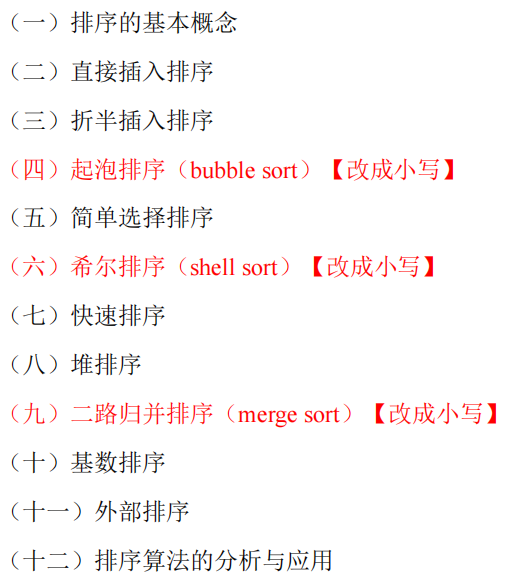 （一）排序的基本概念
（二）直接插入排序
（三）折半插入排序
（四）起泡排序（bubble sort）【改成小写】
（五）简单选择排序
（六）希尔排序（shell sort）【改成小写】
（七）快速排序
（八）堆排序
（九）二路归并排序（merge sort）【改成小写】
（十）基数排序
（十一）外部排序
（十二）排序算法的分析与应用